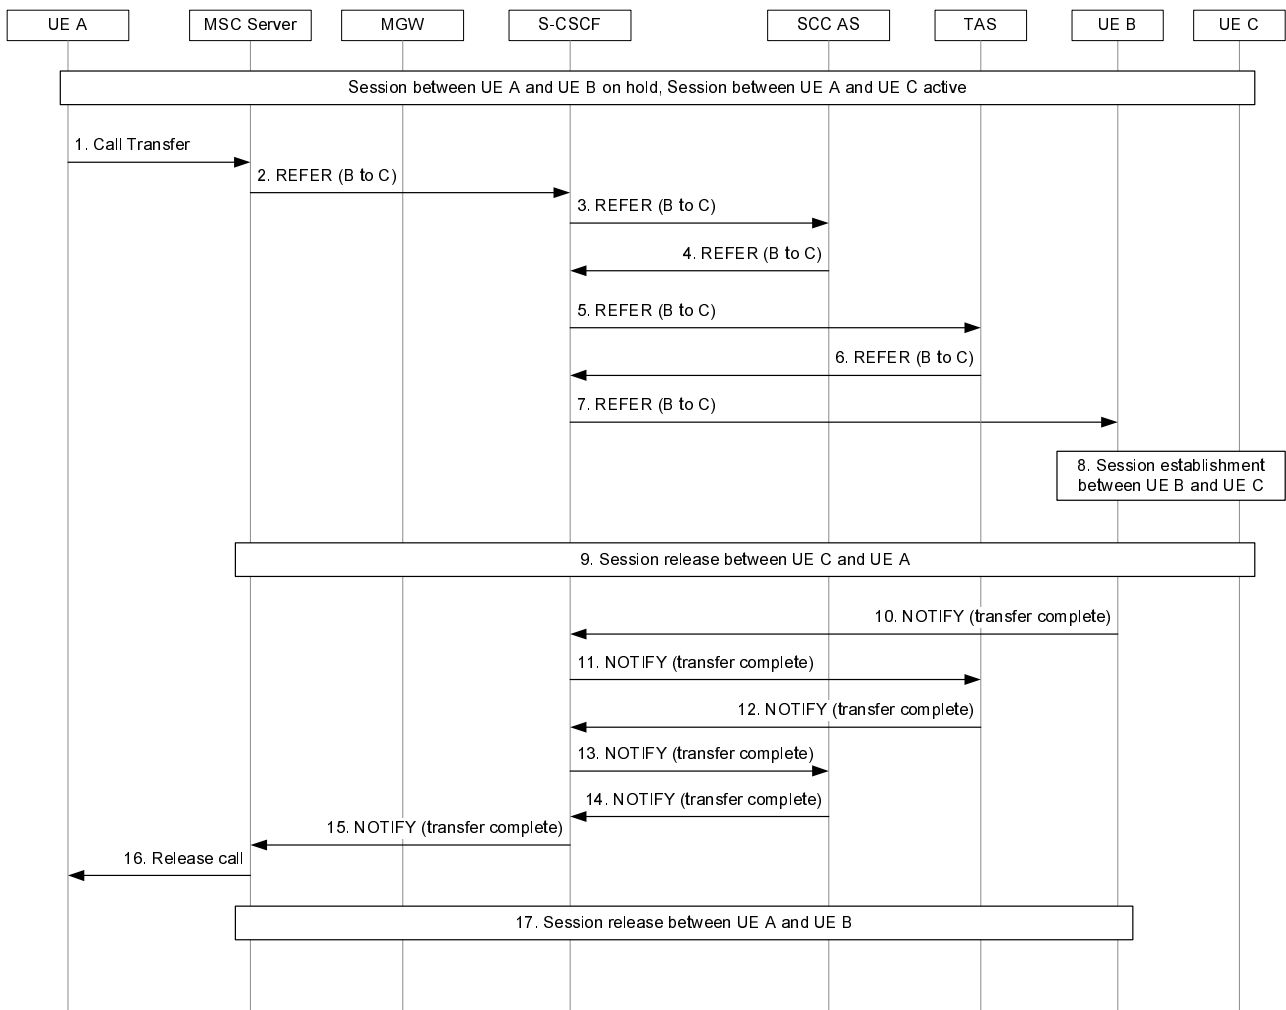 UE A
MSC Server
MGW
S-CSCF
SCC AS
TAS
UE B
UE C
Session between UE A and UE B on hold, Session between UE A and UE C active
1. Call Transfer
2. REFER (B to C)
3. REFER (B to C)
4. REFER (B to C)
5. REFER (B to C)
6. REFER (B to C)
7. REFER (B to C)
8. Session establishment
between UE B and UE C
9. Session release between UE C and UE A
10. NOTIFY (transfer complete)
11. NOTIFY (transfer complete)
12. NOTIFY (transfer complete)
13. NOTIFY (transfer complete)
14. NOTIFY (transfer complete)
15. NOTIFY (transfer complete)
16. Release call
17. Session release between UE A and UE B